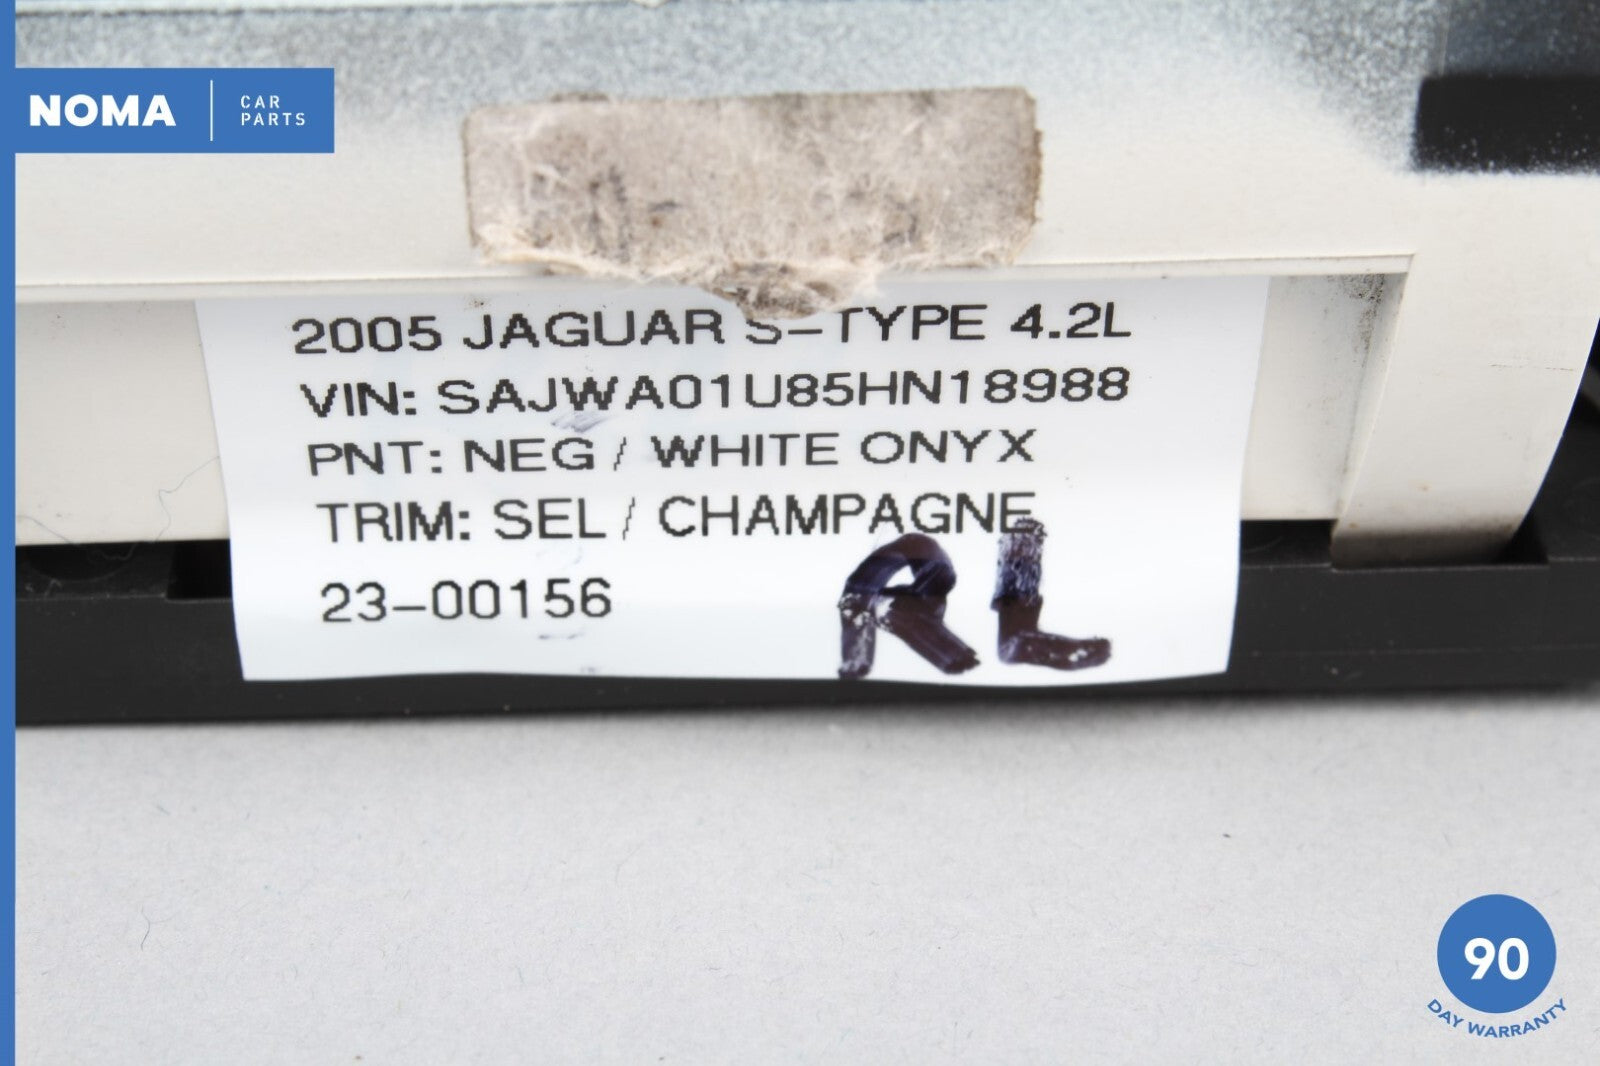 NOMA
CAR
PARTS
2005 JAGUAR S-TYPE 4.2L
VIN: SAJWA01U85HN18988
PNT: NEG / WHITE ONYX
TRIM: SEL / CHAMPAGNE
23-00156
RL
90
DAY WARRANTY